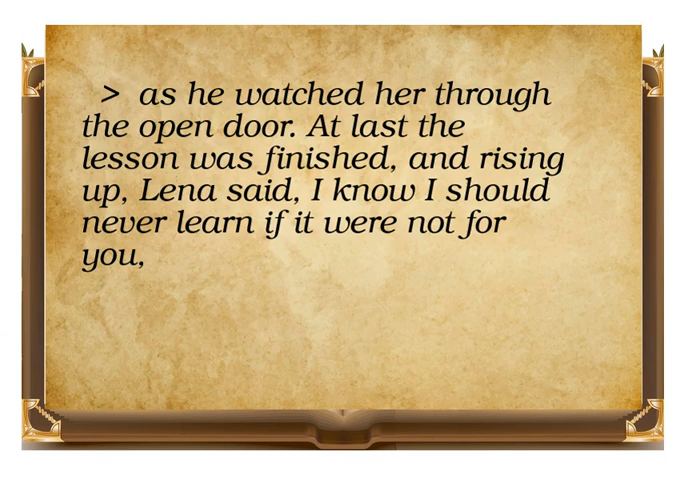 > as he watched her through
the open door. At last the
lesson was finished, and rising
up, Lena said, I know I should
never learn if it were not for
you,